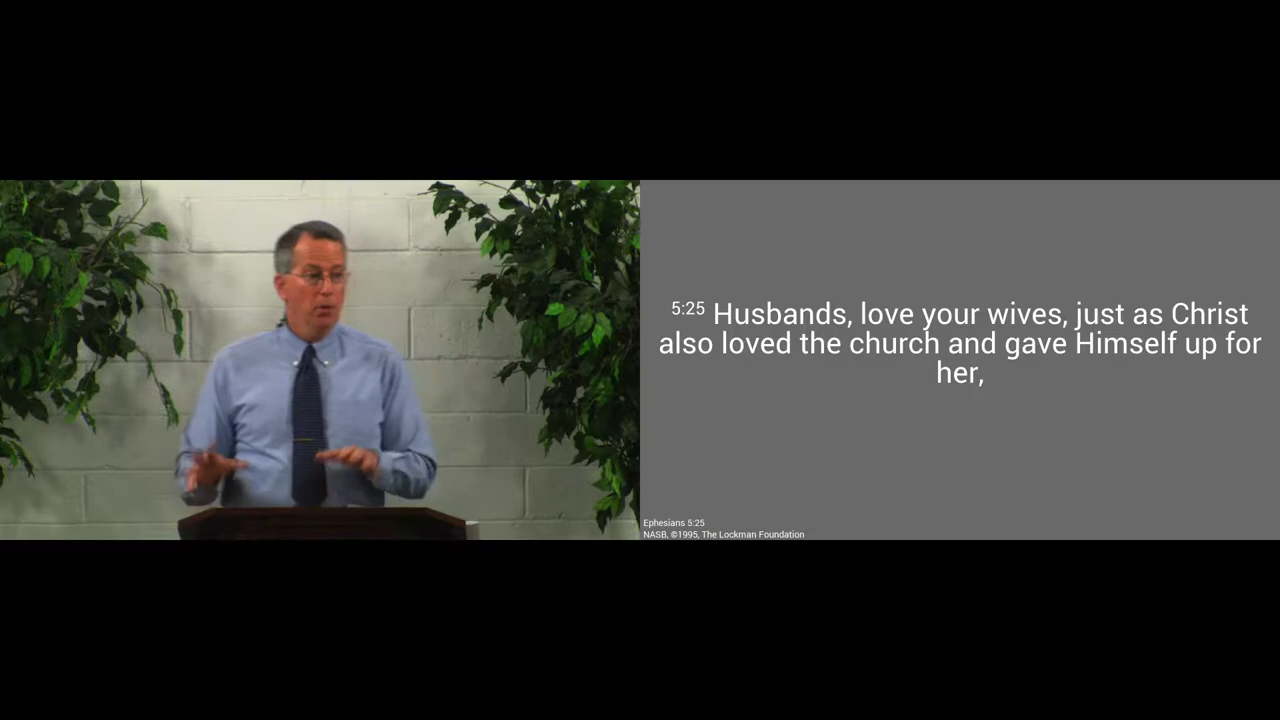 5:25 Husbands, love your wives, just as Christ
also loved the church and gave Himself up for
her,
Ephesians 5:25
NASB, ©1995, The Lockman Foundation